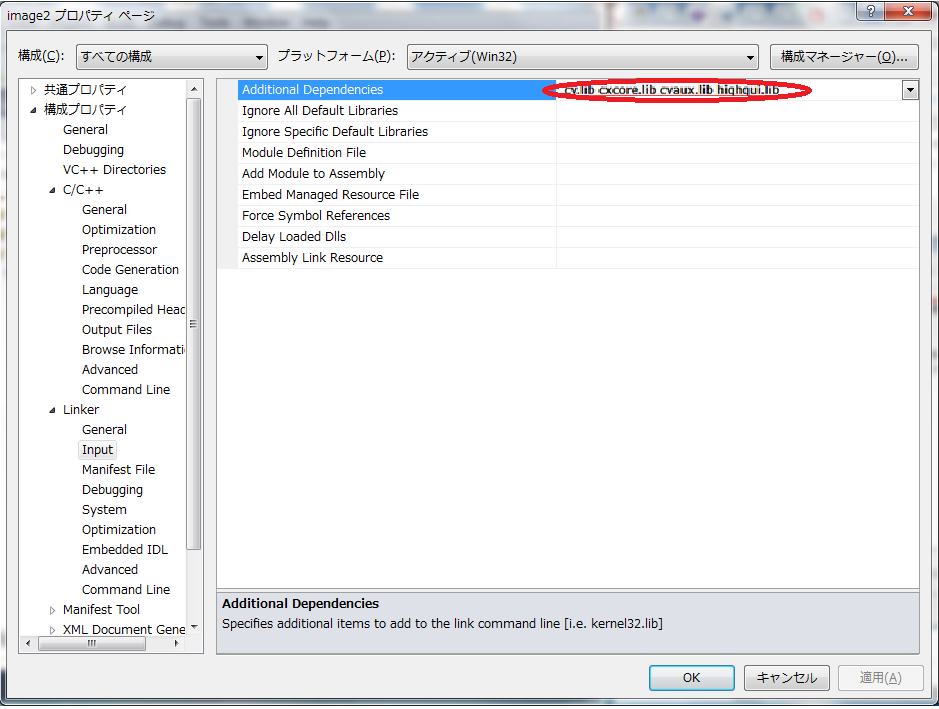 image2 プロパティ ページ
構成(C): すべての構成 プラットフォーム(P): アクティブ(Win32) 構成マネージャー(O)...
共通プロパティ
構成プロパティ
General
Debugging
VC++ Directories
C/C++
General
Optimization
Preprocessor
Code Generation
Language
Precompiled Head
Output Files
Browse Informati
Advanced
Command Line
Linker
General
Input
Manifest File
Debugging
System
Optimization
Embedded IDL
Advanced
Command Line
Manifest Tool
XML Document Gene
Additional Dependencies cv.lib cxcore.lib cvaux.lib highgui.lib
Ignore All Default Libraries
Ignore Specific Default Libraries
Module Definition File
Add Module to Assembly
Embed Managed Resource File
Force Symbol References
Delay Loaded Dlls
Assembly Link Resource
Additional Dependencies
Specifies additional items to add to the link command line [i.e. kernel32.lib]
OK キャンセル 適用(A)